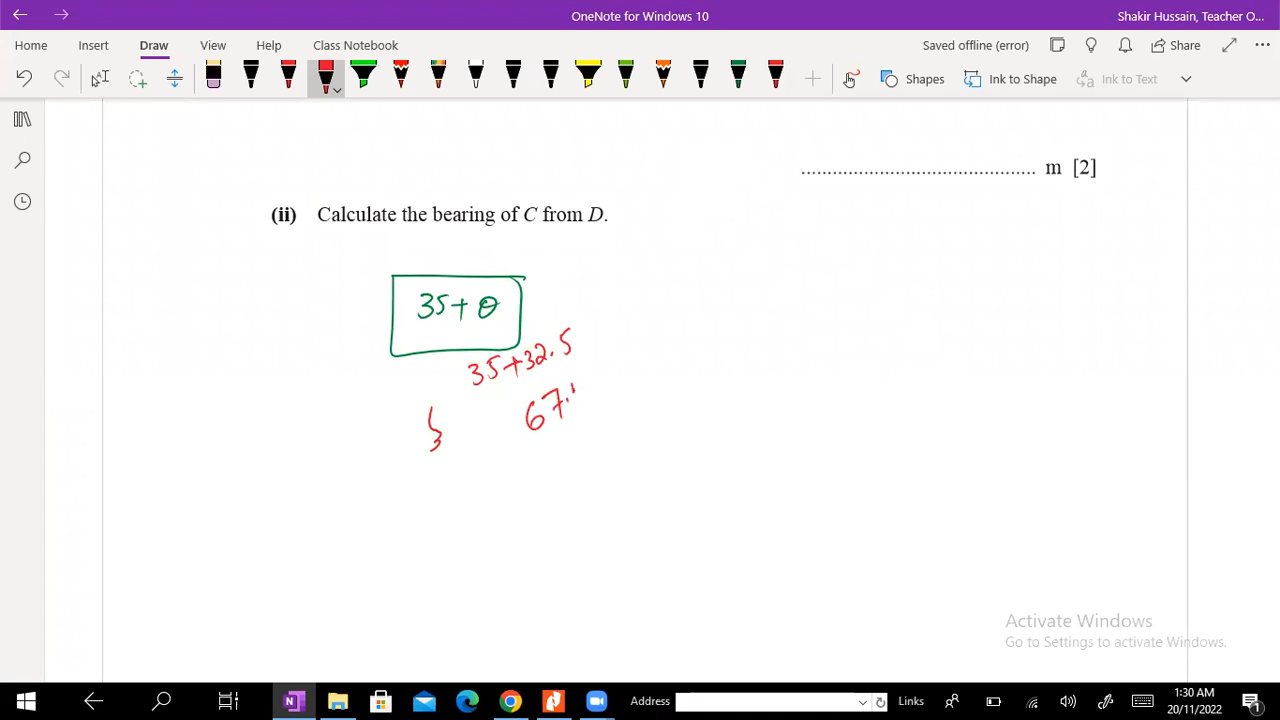 OneNote for Windows 10
Shakir Hussain, Teacher O...
Home Insert Draw View Help Class Notebook
Saved offline (error) Share
Shapes Ink to Shape Ink to Text
............................................. m [2]
(ii) Calculate the bearing of C from D.
35+ θ
35+32.5
67.
Activate Windows
Go to Settings to activate Windows.
Address Links
1:30 AM
20/11/2022